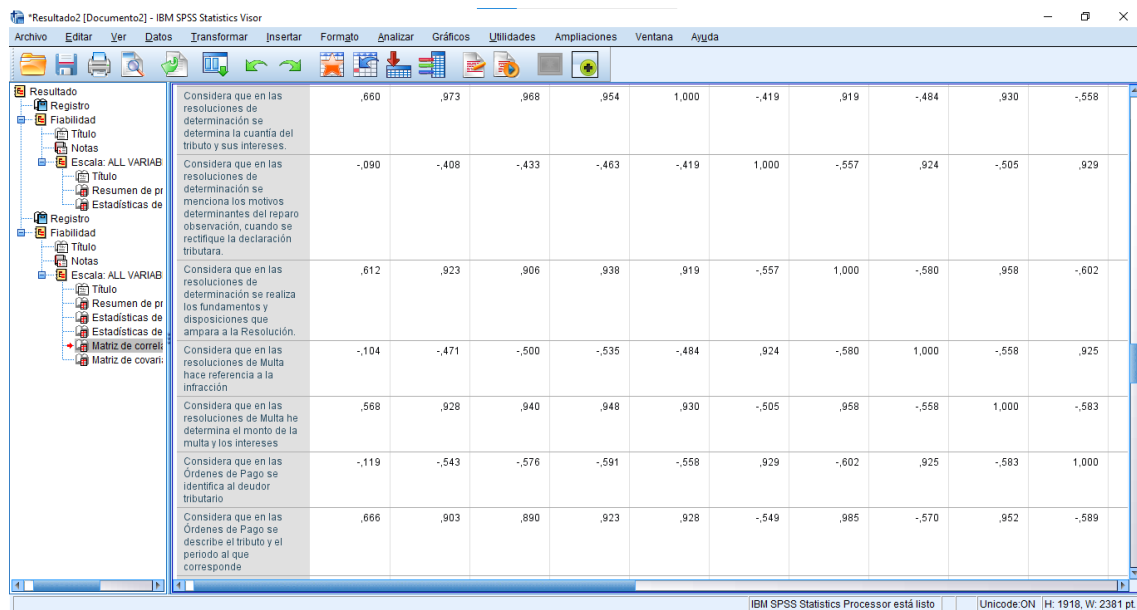 *Resultado2 [Documento2] - IBM SPSS Statistics Visor
Archivo Editar Ver Datos Transformar Insertar Formato Analizar Gráficos Utilidades Ampliaciones Ventana Ayuda
Resultado
Registro
Fiabilidad
Título
Notas
Escala: ALL VARIAB
Título
Resumen de pr
Estadísticas de
Registro
Fiabilidad
Título
Notas
Escala: ALL VARIAB
Título
Resumen de pr
Estadísticas de
Estadísticas de
Matriz de correla
Matriz de covaria
Considera que en las ,660 ,973 ,968 ,954 1,000 -,419 ,919 -,484 ,930 -,558
resoluciones de
determinación se
determina la cuantía del
tributo y sus intereses.
Considera que en las -,090 -,408 -,433 -,463 -,419 1,000 -,557 ,924 -,505 ,929
resoluciones de
determinación se
menciona los motivos
determinantes del reparo
observación, cuando se
rectifique la declaración
tributara.
Considera que en las ,612 ,923 ,906 ,938 ,919 -,557 1,000 -,580 ,958 -,602
resoluciones de
determinación se realiza
los fundamentos y
disposiciones que
ampara a la Resolución.
Considera que en las -,104 -,471 -,500 -,535 -,484 ,924 -,580 1,000 -,558 ,925
resoluciones de Multa
hace referencia a la
infracción
Considera que en las ,568 ,928 ,940 ,948 ,930 -,505 ,958 -,558 1,000 -,583
resoluciones de Multa he
determina el monto de la
multa y los intereses
Considera que en las -,119 -,543 -,576 -,591 -,558 ,929 -,602 ,925 -,583 1,000
Órdenes de Pago se
identifica al deudor
tributario
Considera que en las ,666 ,903 ,890 ,923 ,928 -,549 ,985 -,570 ,952 -,589
Órdenes de Pago se
describe el tributo y el
periodo al que
corresponde
IBM SPSS Statistics Processor está listo Unicode:ON H: 1918, W: 2381 pt